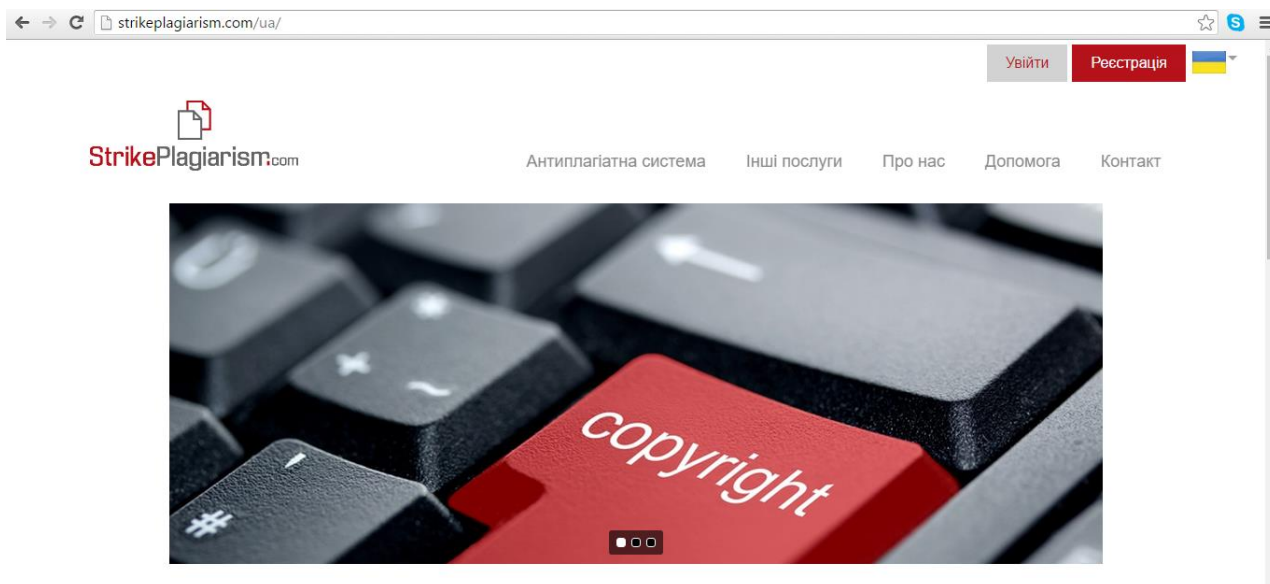 strikeplagiarism.com/ua/
Увійти Реєстрація
StrikePlagiarism.com
Антиплагіатна система Інші послуги Про нас Допомога Контакт
* + ~
copyright
' #